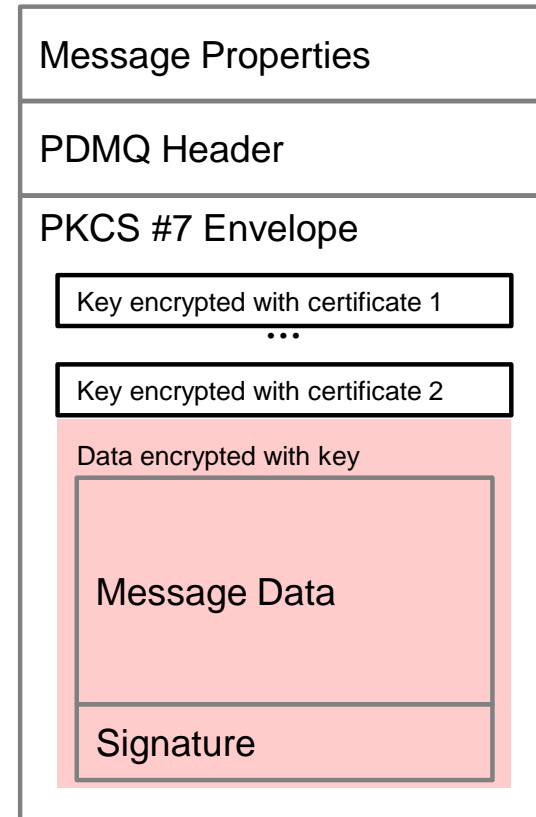 Message Properties
PDMQ Header
PKCS #7 Envelope
Key encrypted with certificate 1
…
Key encrypted with certificate 2
Data encrypted with key
Message Data
Signature